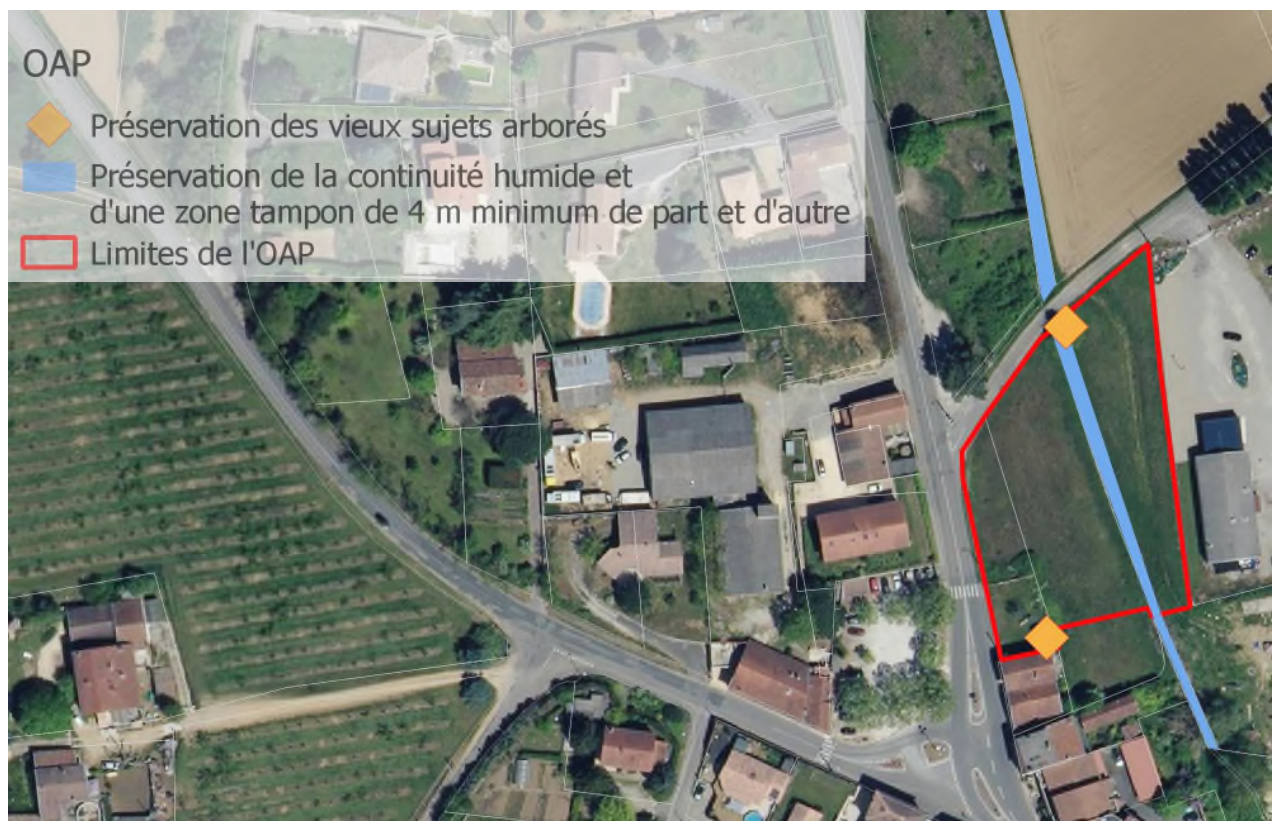 OAP
Préservation des vieux sujets arborés
Préservation de la continuité humide et
d'une zone tampon de 4 m minimum de part et d'autre
Limites de l'OAP